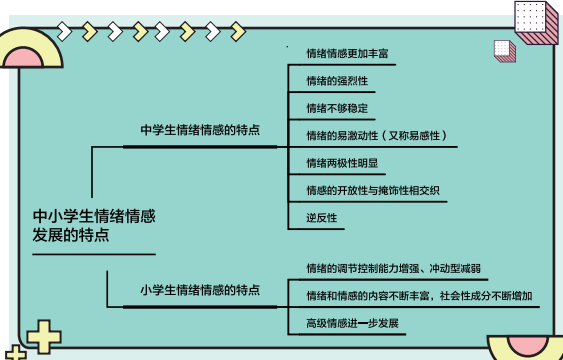 情绪情感更加丰富
情绪的强烈性
情绪不够稳定
中学生情绪情感的特点
情绪的易激动性（又称易感性）
情绪两极性明显
情感的开放性与掩饰性相交织
中小学生情绪情感
发展的特点
逆反性
情绪的调节控制能力增强、冲动型减弱
小学生情绪情感的特点
情绪和情感的内容不断丰富，社会性成分不断增加
高级情感进一步发展